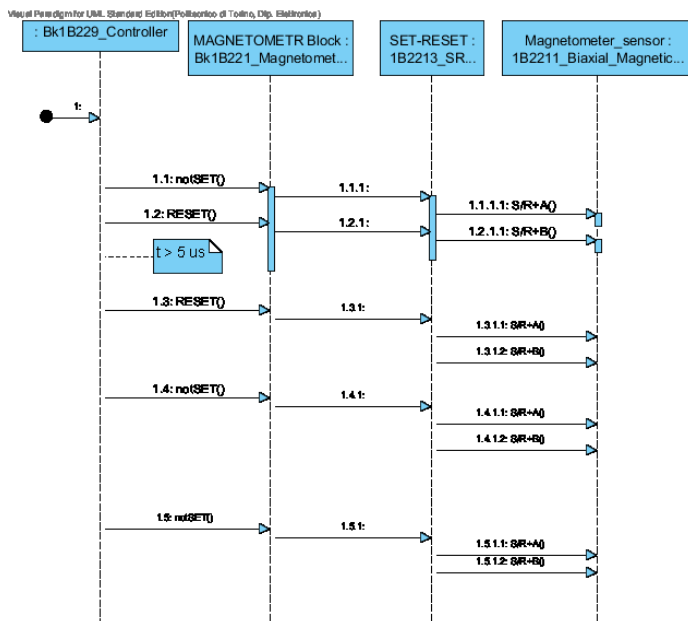 Visual Paradigm for UML Standard Edition(Politecnico di Torino, Dip. Elettronica)
: Bk1B229_Controller
MAGNETOMETR Block :
Bk1B221_Magnetomet...
SET-RESET :
1B2213_SR...
Magnetometer_sensor :
1B2211_Biaxial_Magnetic...
1:
1.1: notSET()
1.1.1:
1.1.1.1: S/R+A()
1.2: RESET()
1.2.1:
1.2.1.1: S/R+B()
t > 5 us
1.3: RESET()
1.3.1:
1.3.1.1: S/R+A()
1.3.1.2: S/R+B()
1.4: notSET()
1.4.1:
1.4.1.1: S/R+A()
1.4.1.2: S/R+B()
1.5: notSET()
1.5.1:
1.5.1.1: S/R+A()
1.5.1.2: S/R+B()